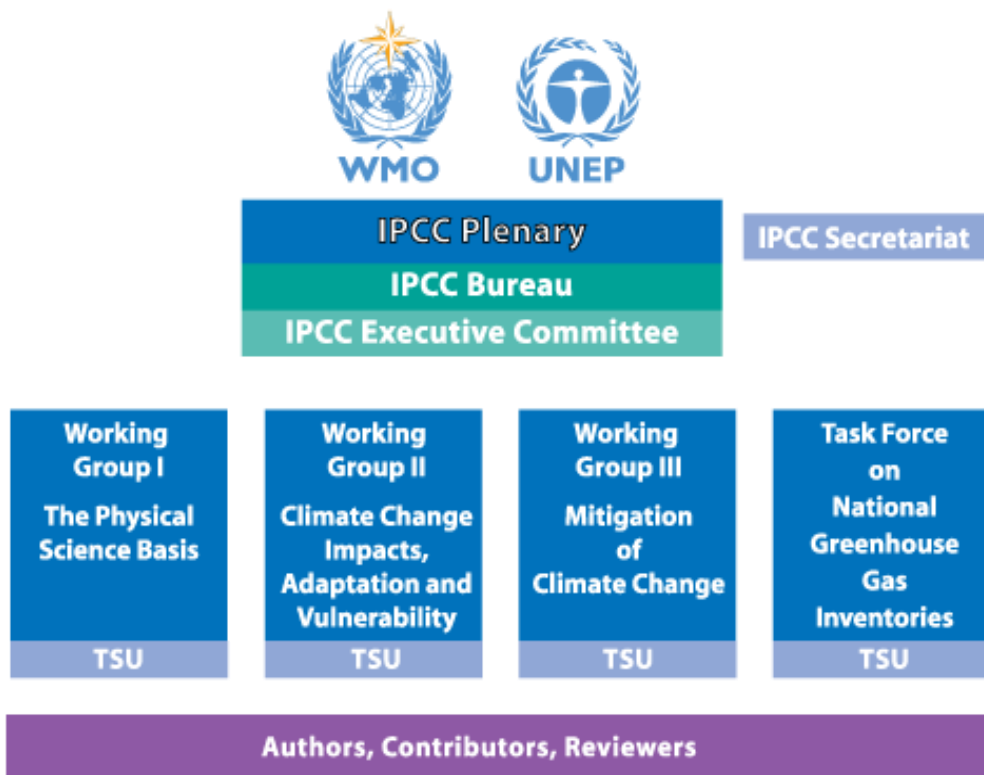 WMO
UNEP
IPCC Plenary
IPCC Secretariat
IPCC Bureau
IPCC Executive Committee
Working
Group I
The Physical
Science Basis
TSU
Working
Group II
Climate Change
Impacts,
Adaptation and
Vulnerability
TSU
Working
Group III
Mitigation
of
Climate Change
TSU
Task Force
on
National
Greenhouse
Gas
Inventories
TSU
Authors, Contributors, Reviewers